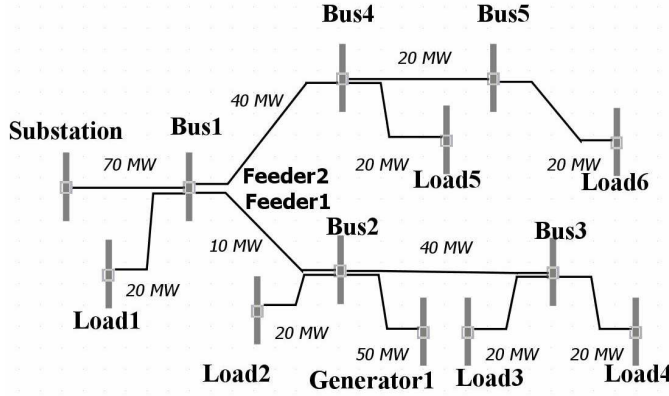 Bus4
Bus5
20 MW
40 MW
Substation
Bus1
70 MW
20 MW
20 MW
Load5
Load6
Feeder2
Feeder1
10 MW
Bus2
40 MW
Bus3
20 MW
Load1
20 MW
50 MW
20 MW
20 MW
Load2
Generator1
Load3
Load4